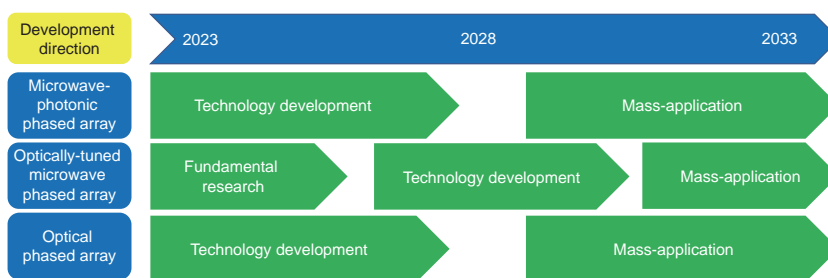 Development
direction
2023 2028 2033
Microwave-
photonic
phased array
Technology development
Mass-application
Optically-tuned
microwave
phased array
Fundamental
research
Technology development
Mass-application
Optical
phased array
Technology development
Mass-application